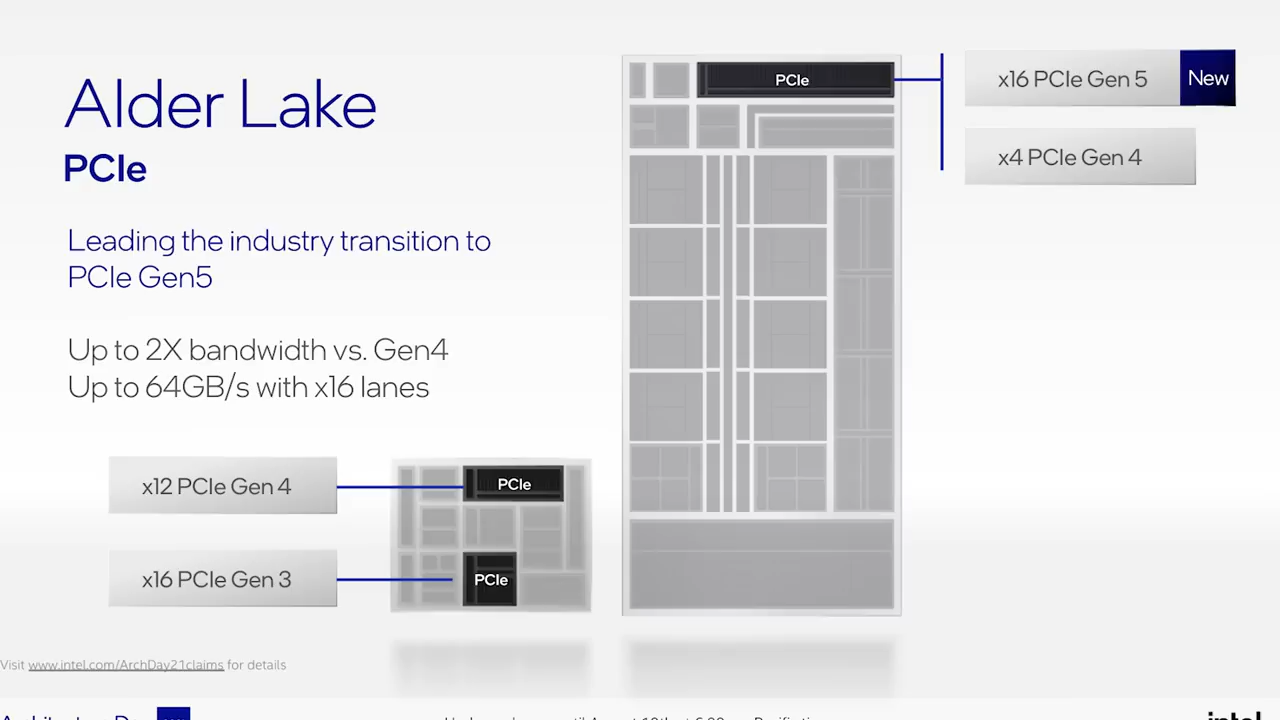 Alder Lake
PCIe
Leading the industry transition to
PCIe Gen5
Up to 2X bandwidth vs. Gen4
Up to 64GB/s with x16 lanes
PCIe
x16 PCIe Gen 5
New
x4 PCIe Gen 4
x12 PCIe Gen 4
PCIe
x16 PCIe Gen 3
PCIe
Visit www.intel.com/ArchDay21claims for details
intel